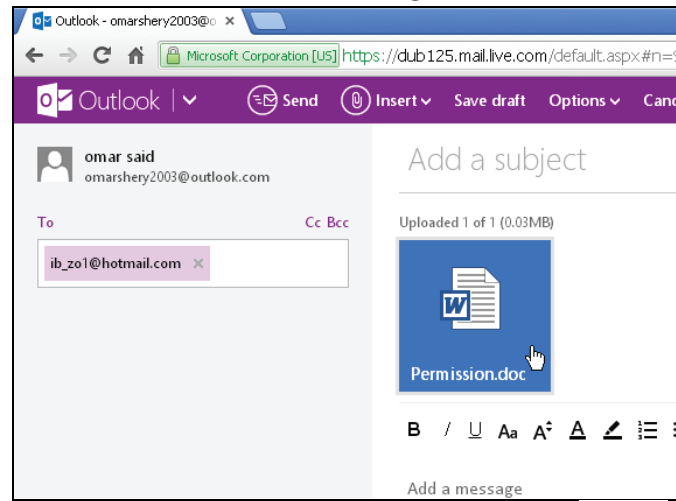 Outlook - omarshery2003@o
Microsoft Corporation [US] https://dub125.mail.live.com/default.aspx#n=
Outlook Send Insert Save draft Options Canc
omar said
omarshery2003@outlook.com
Add a subject
To Cc Bcc
Uploaded 1 of 1 (0.03MB)
ib_zo1@hotmail.com
Permission.doc
B I U Aa A A
Add a message